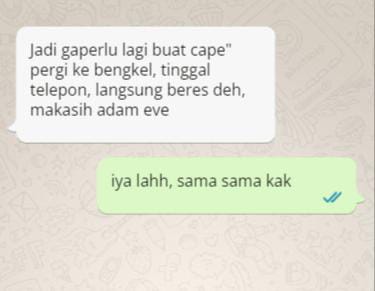 Jadi gaperlu lagi buat cape"
pergi ke bengkel, tinggal
telepon, langsung beres deh,
makasih adam eve
iya lahh, sama sama kak